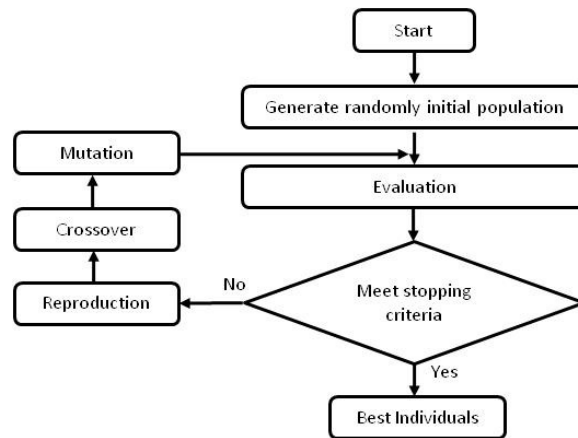 Start
Generate randomly initial population
Mutation
Evaluation
Crossover
Reproduction
No
Meet stopping
criteria
Yes
Best Individuals